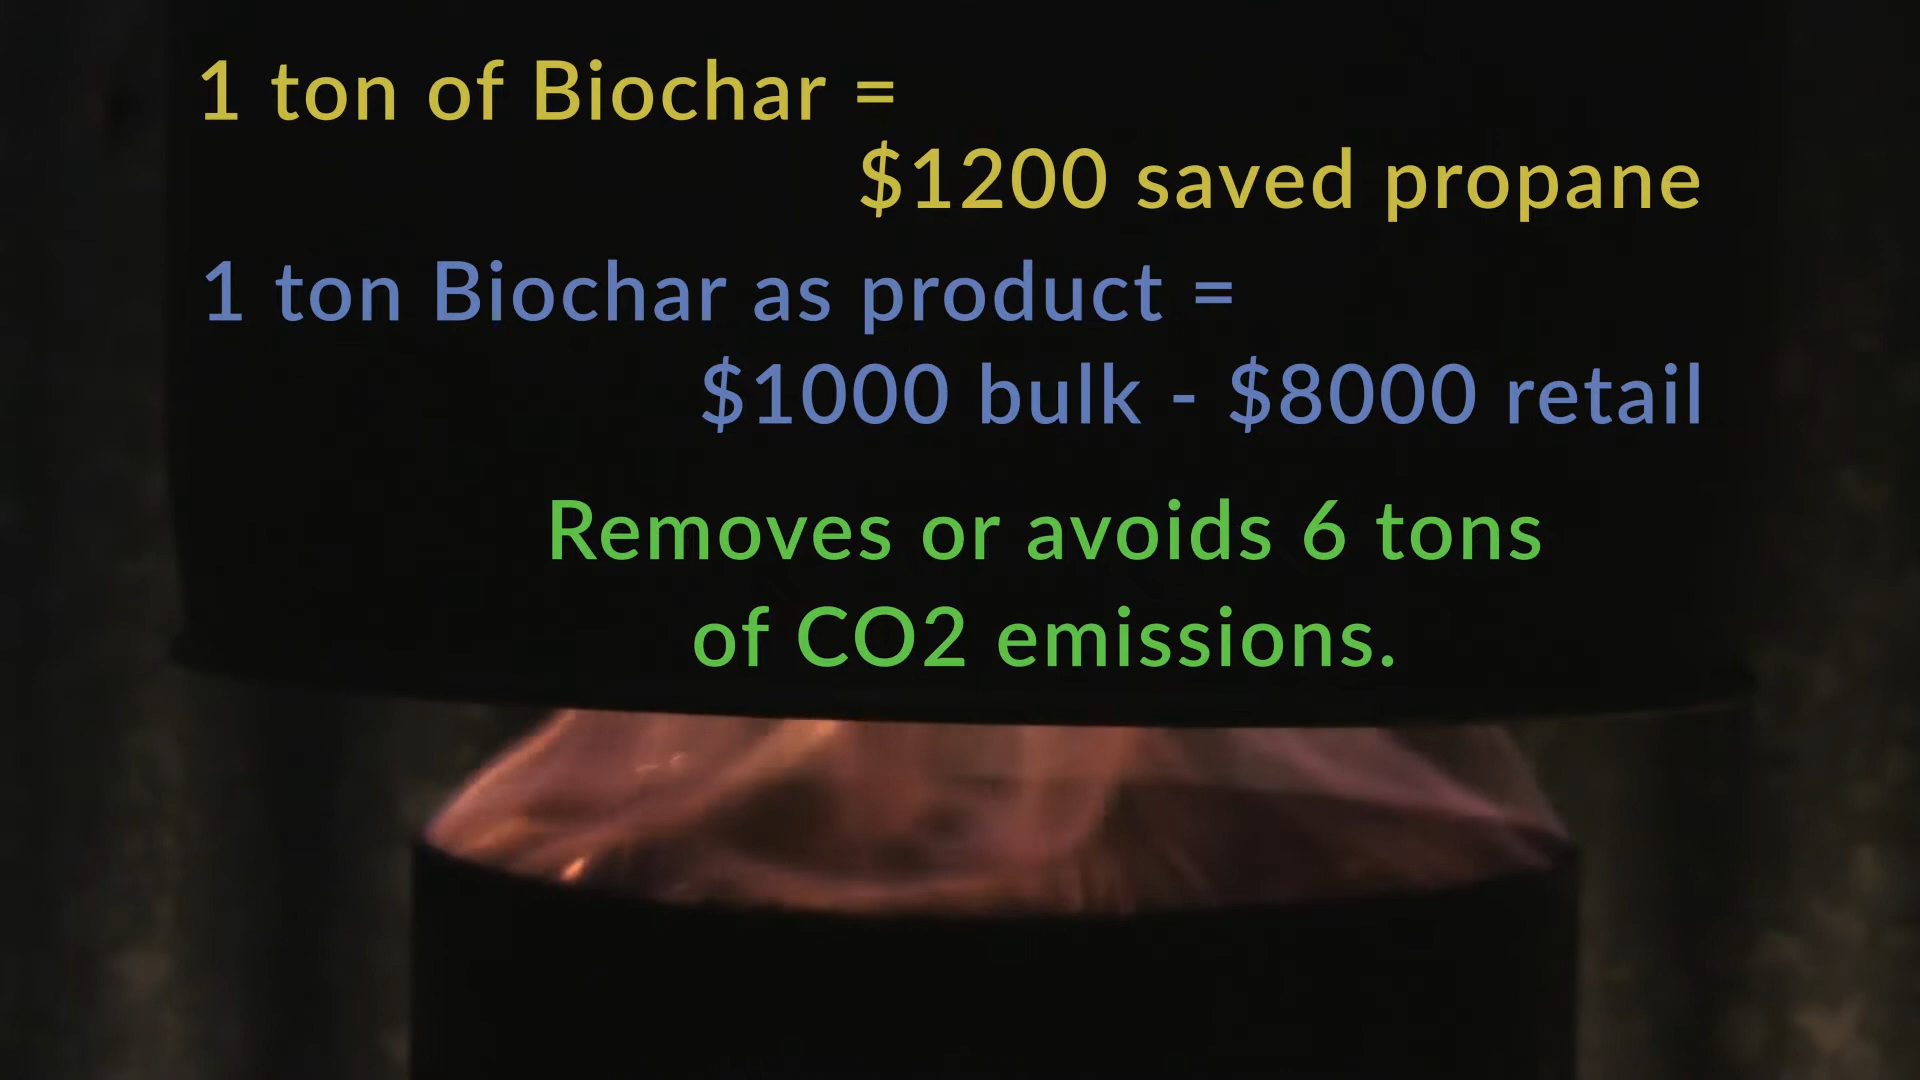 1 ton of Biochar =
$1200 saved propane
1 ton Biochar as product =
$1000 bulk - $8000 retail
Removes or avoids 6 tons
of CO2 emissions.